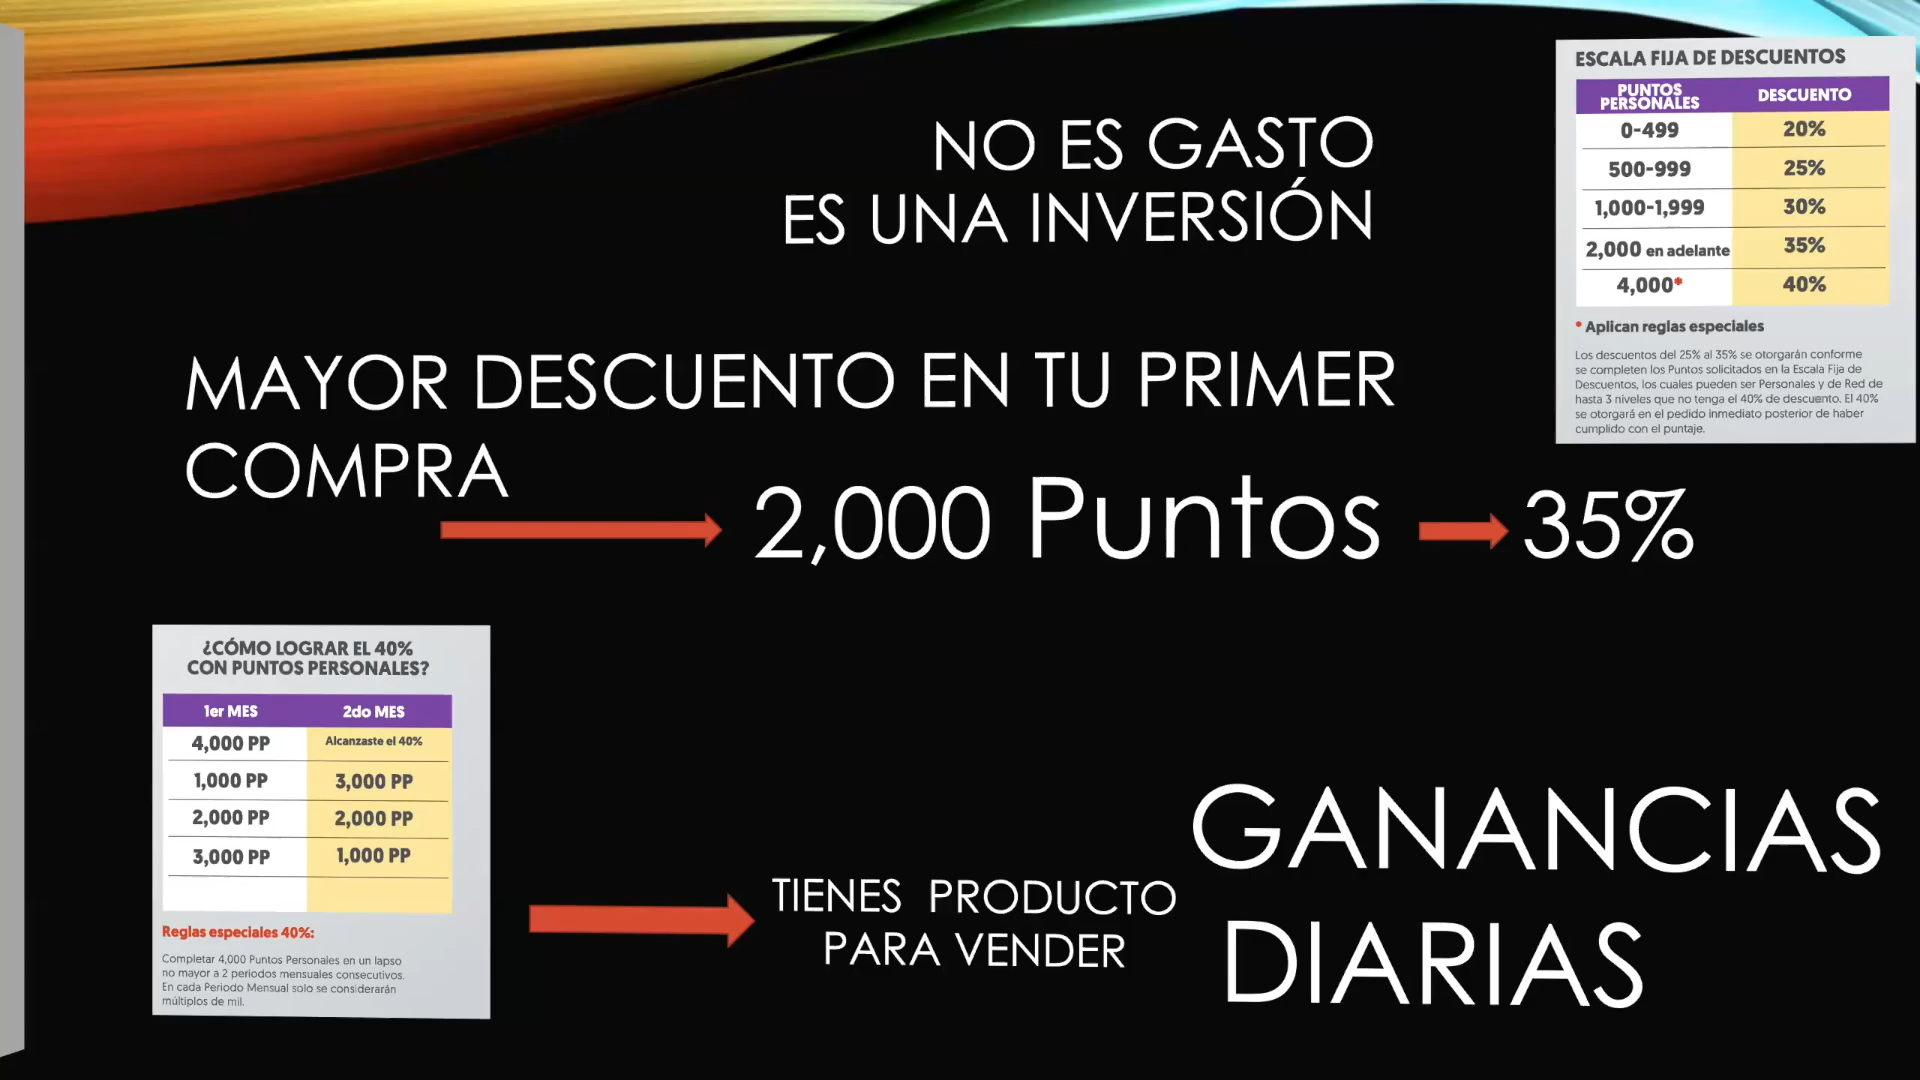 NO ES GASTO
ES UNA INVERSIÓN
ESCALA FIJA DE DESCUENTOS
PUNTOS PERSONALES DESCUENTO
0-499 20%
500-999 25%
1,000-1,999 30%
2,000 en adelante 35%
4,000* 40%
* Aplican reglas especiales
Los descuentos del 25% al 35% se otorgarán conforme
se completen los Puntos solicitados en la Escala Fija de
Descuentos, los cuales pueden ser Personales y de Red de
hasta 3 niveles que no tenga el 40% de descuento. El 40%
se otorgará en el pedido inmediato posterior de haber
cumplido con el puntaje.
MAYOR DESCUENTO EN TU PRIMER
COMPRA
2,000 Puntos 35%
¿CÓMO LOGRAR EL 40%
CON PUNTOS PERSONALES?
1er MES 2do MES
4,000 PP Alcanzaste el 40%
1,000 PP 3,000 PP
2,000 PP 2,000 PP
3,000 PP 1,000 PP
Reglas especiales 40%:
Completar 4,000 Puntos Personales en un lapso
no mayor a 2 periodos mensuales consecutivos.
En cada Periodo Mensual solo se considerarán
múltiplos de mil.
TIENES PRODUCTO
PARA VENDER
GANANCIAS
DIARIAS